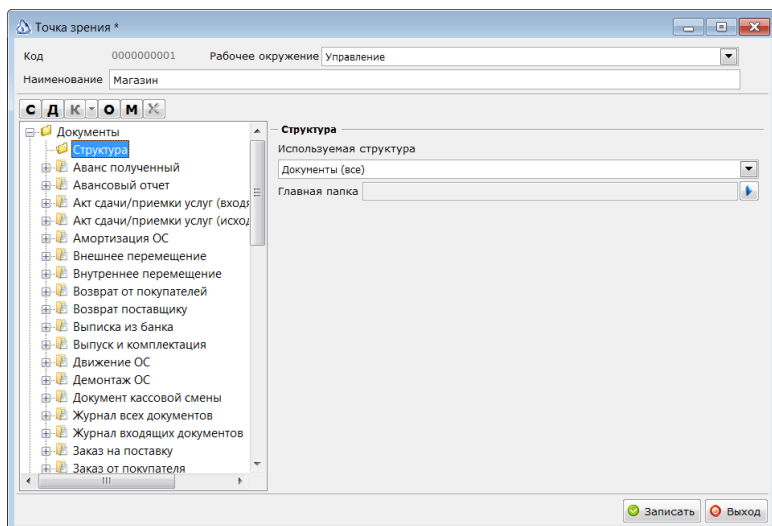 Точка зрения *
Код 0000000001 Рабочее окружение Управление
Наименование Магазин
С Д К О М
Документы
Структура
Аванс полученный
Авансовый отчет
Акт сдачи/приемки услуг (входя
Акт сдачи/приемки услуг (исход
Амортизация ОС
Внешнее перемещение
Внутреннее перемещение
Возврат от покупателей
Возврат поставщику
Выписка из банка
Выпуск и комплектация
Движение ОС
Демонтаж ОС
Документ кассовой смены
Журнал всех документов
Журнал входящих документов
Заказ на поставку
Заказ от покупателя
Структура
Используемая структура
Документы (все)
Главная папка
Записать Выход